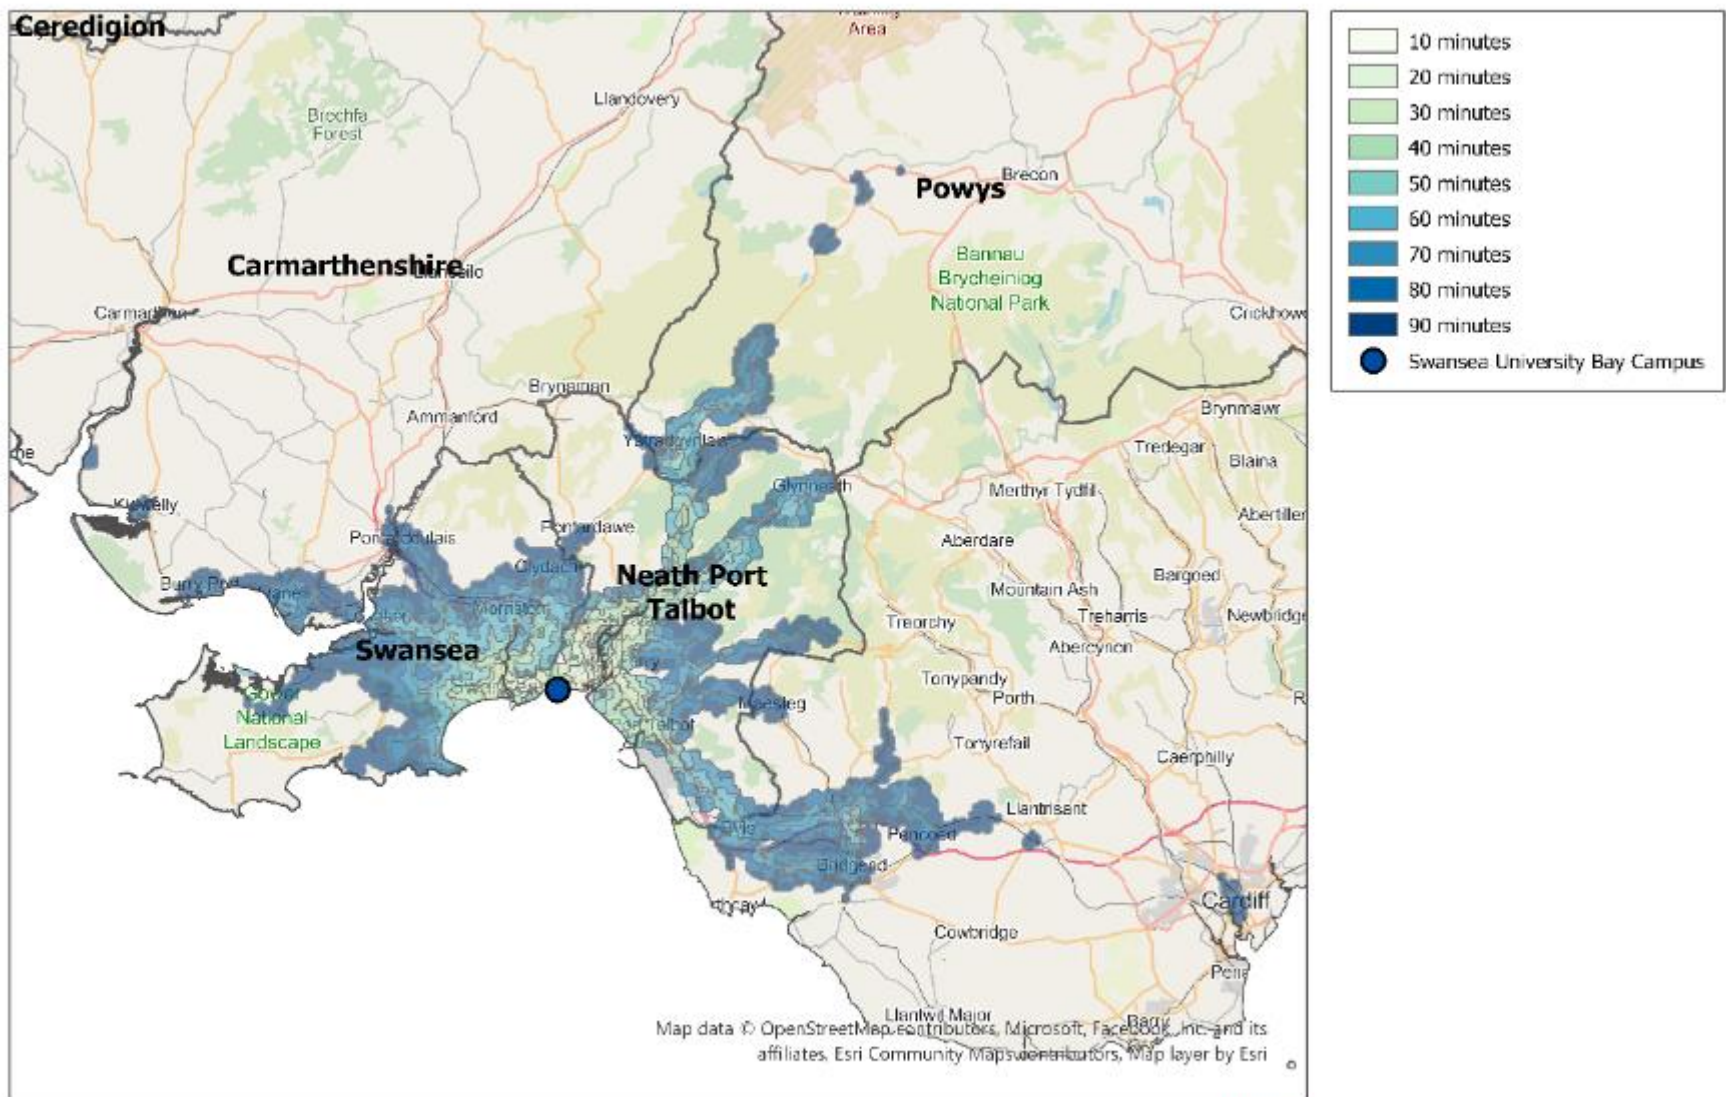 Ceredigion
Area
Llandovery
Brechfa
Forest
Brecon
Powys
Carmarthenshire
Bannau
Brycheiniog
National Park
Brynaman
Ammanford
Brynmawr
Tredegar
Blaina
Glynneath
Merthyr Tydfil
Pontardawe
Aberdare
Clydach
Neath Port
Talbot
Mountain Ash
Bargoed
Morriston
Treorchy
Treharris
Newbridge
Swansea
Abercynon
Tonypandy
Porth
Gower
National
Landscape
Maesteg
Tonyrefail
Caerphilly
Llantrisant
Pencoed
Bridgend
Cardiff
Cowbridge
Llantwit Major
Barry
Map data © OpenStreetMap contributors, Microsoft, Facebook, Inc. and its
affiliates, Esri Community Maps contributors, Map layer by Esri
10 minutes
20 minutes
30 minutes
40 minutes
50 minutes
60 minutes
70 minutes
80 minutes
90 minutes
Swansea University Bay Campus